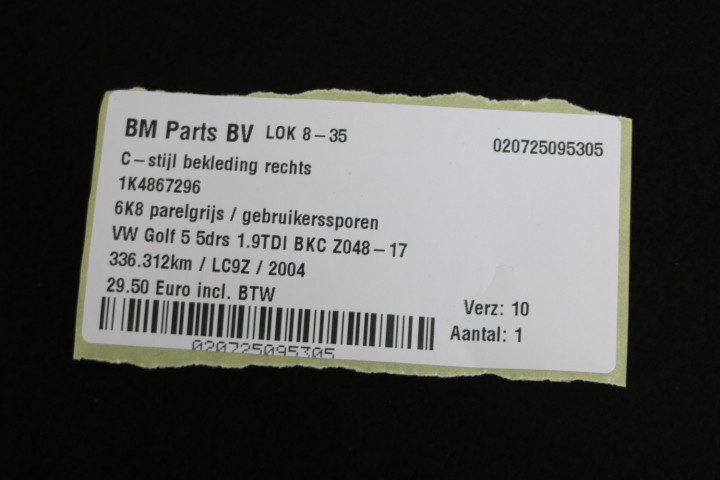 BM Parts BV LOK 8-35
020725095305
C-stijl bekleding rechts
1K4867296
6K8 parelgrijs / gebruikerssporen
VW Golf 5 5drs 1.9TDI BKC Z048-17
336.312km / LC9Z / 2004
29.50 Euro incl. BTW
Verz: 10
Aantal: 1
020725095305